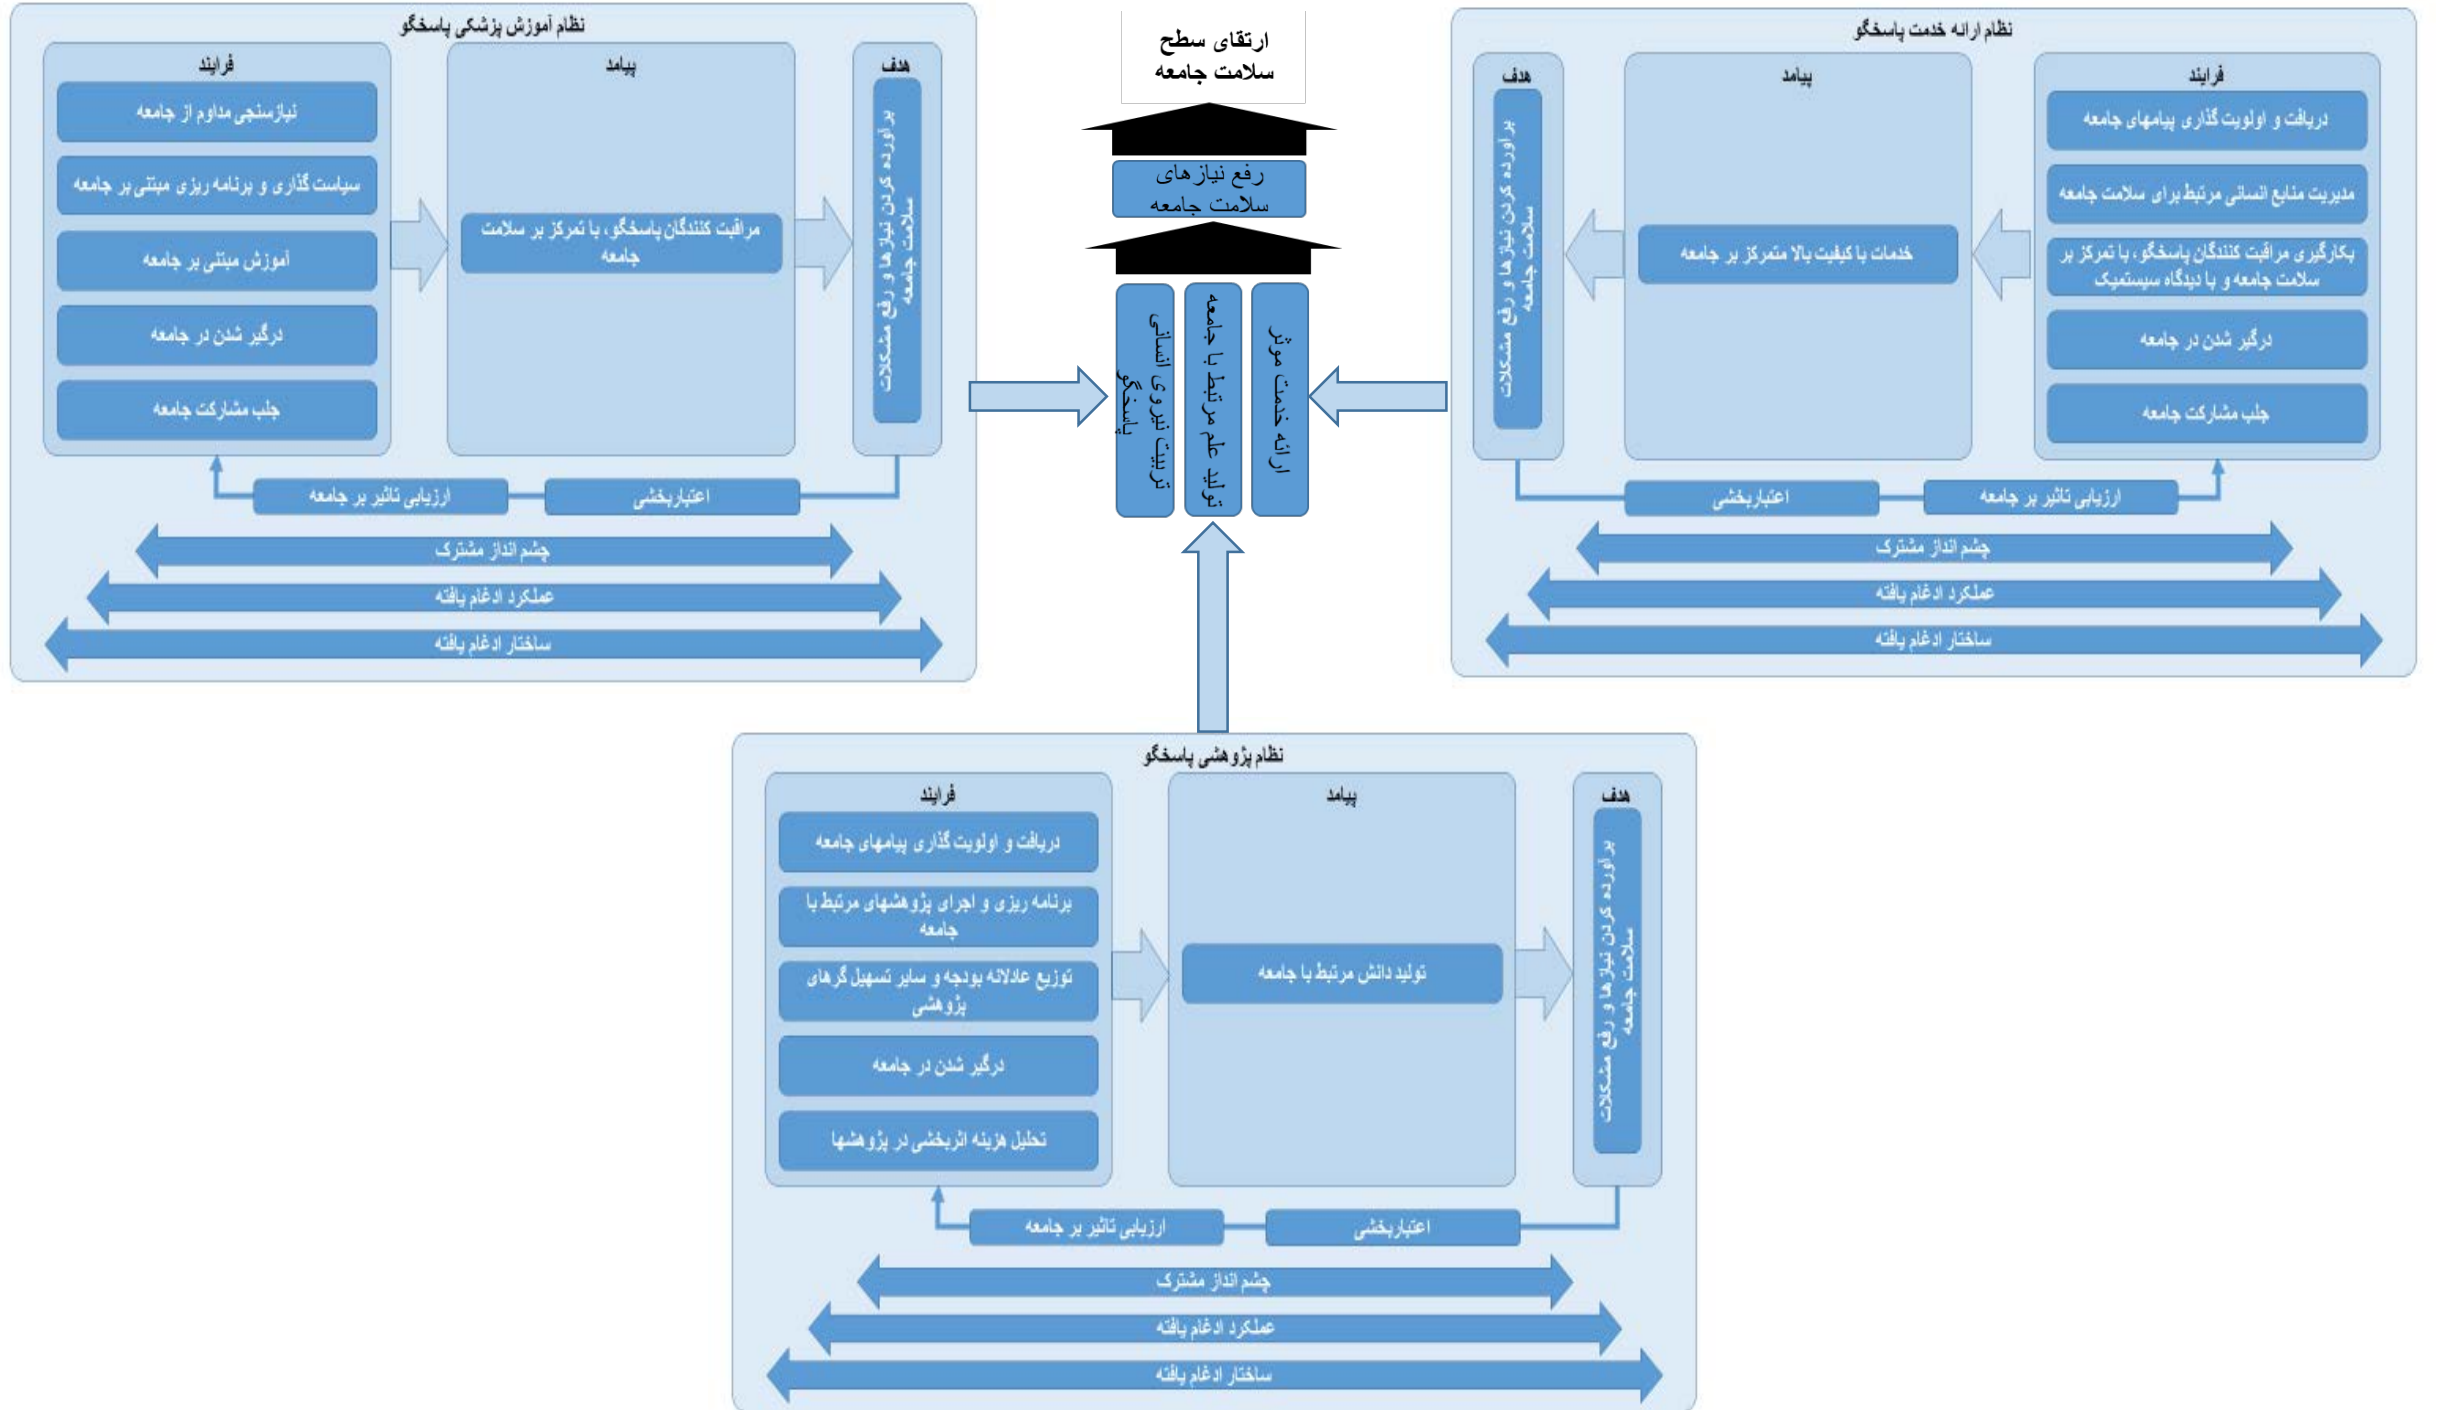 نظام آموزش پزشکی پاسخگو
فرایند
نیازسنجی مداوم از جامعه
سیاست گذاری و برنامه ریزی مبتنی بر جامعه
آموزش مبتنی بر جامعه
درگیر شدن در جامعه
جلب مشارکت جامعه
پیامد
مراقبت کنندگان پاسخگو، با تمرکز بر سلامت
جامعه
هدف
بر آورده کردن نیازها و رفع مشکلات
سلامت جامعه
ارزیابی تاثیر بر جامعه
اعتباربخشی
چشم انداز مشترک
عملکرد ادغام یافته
ساختار ادغام یافته
ارتقای سطح
سلامت جامعه
رفع نیازهای
سلامت جامعه
تربیت نیروی انسانی
پاسخگو
تولید علم مرتبط با جامعه
ارائه خدمت موثر
نظام ارائه خدمت پاسخگو
فرایند
دریافت و اولویت گذاری پیامهای جامعه
مدیریت منابع انسانی مرتبط برای سلامت جامعه
بکارگیری مراقبت کنندگان پاسخگو، با تمرکز بر
سلامت جامعه و با دیدگاه سیستمیک
درگیر شدن در جامعه
جلب مشارکت جامعه
پیامد
خدمات با کیفیت بالا متمرکز بر جامعه
هدف
بر آورده کردن نیازها و رفع مشکلات
سلامت جامعه
اعتباربخشی
ارزیابی تاثیر بر جامعه
چشم انداز مشترک
عملکرد ادغام یافته
ساختار ادغام یافته
نظام پژوهشی پاسخگو
فرایند
دریافت و اولویت گذاری پیامهای جامعه
برنامه ریزی و اجرای پژوهشهای مرتبط با
جامعه
توزیع عادلانه بودجه و سایر تسهیل گرهای
پژوهشی
درگیر شدن در جامعه
تحلیل هزینه اثربخشی در پژوهشها
پیامد
تولید دانش مرتبط با جامعه
هدف
بر آورده کردن نیازها و رفع مشکلات
سلامت جامعه
ارزیابی تاثیر بر جامعه
اعتباربخشی
چشم انداز مشترک
عملکرد ادغام یافته
ساختار ادغام یافته